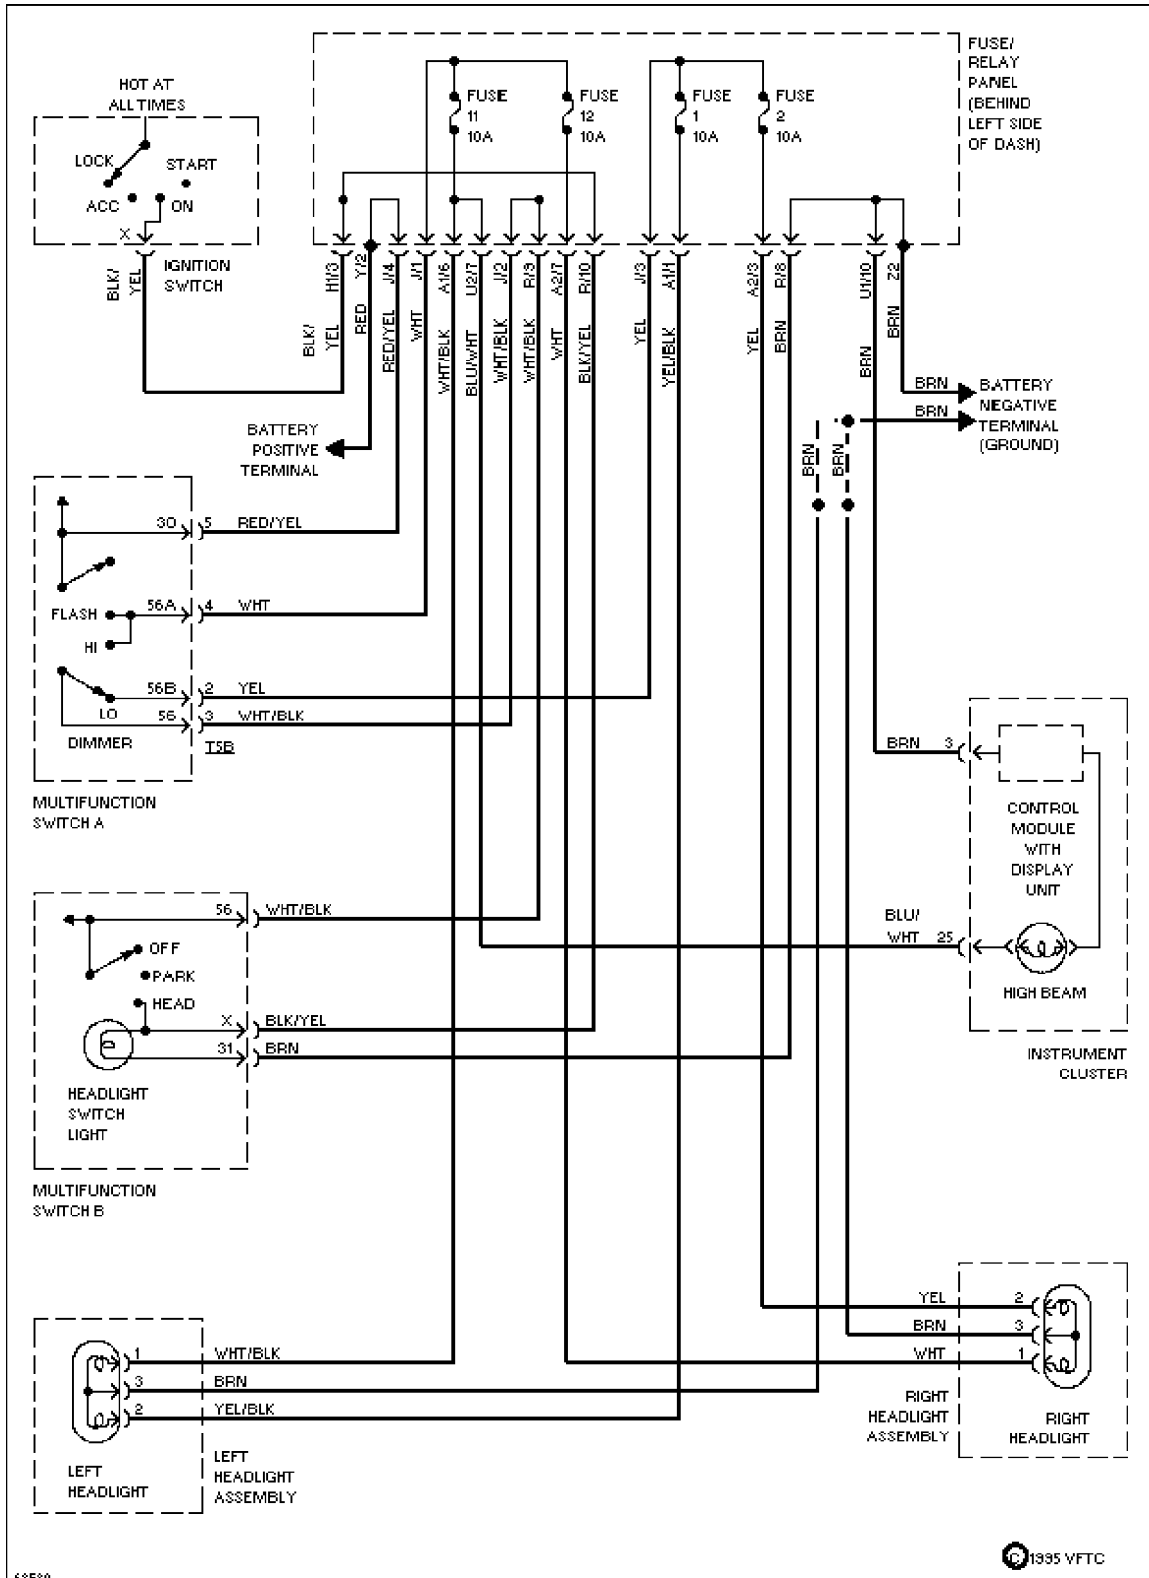 FUSE/
RELAY
PANEL
(BEHIND
LEFT SIDE
OF DASH)
HOT AT
ALL TIMES
LOCK
START
ACC
ON
X
IGNITION
SWITCH
FUSE
11
10A
FUSE
12
10A
FUSE
1
10A
FUSE
2
10A
BLK/
YEL
H1/3
Y/2
J/4
J/1
A1/6
U2/7
J/2
R/9
A2/7
R/10
J/3
A1/1
A2/3
R/8
U1/10
Z2
BLK/
YEL
RED
RED/YEL
WHT
WHT/BLK
BLU/WHT
WHT/BLK
WHT/BLK
WHT
BLK/YEL
YEL
YEL/BLK
YEL
BRN
BRN
BRN
BRN
BRN
BATTERY
NEGATIVE
TERMINAL
(GROUND)
BATTERY
POSITIVE
TERMINAL
BRN
BRN
30
5
RED/YEL
FLASH
56A
4
WHT
HI
56B
2
YEL
LO
56
3
WHT/BLK
DIMMER
TSB
MULTIFUNCTION
SWITCH A
BRN
3
CONTROL
MODULE
WITH
DISPLAY
UNIT
BLU/
WHT
25
HIGH BEAM
INSTRUMENT
CLUSTER
56
WHT/BLK
OFF
PARK
HEAD
X
BLK/YEL
31
BRN
HEADLIGHT
SWITCH
LIGHT
MULTIFUNCTION
SWITCH B
YEL
2
BRN
3
WHT
1
RIGHT
HEADLIGHT
ASSEMBLY
RIGHT
HEADLIGHT
1
WHT/BLK
3
BRN
2
YEL/BLK
LEFT
HEADLIGHT
LEFT
HEADLIGHT
ASSEMBLY
© 1995 VFTC